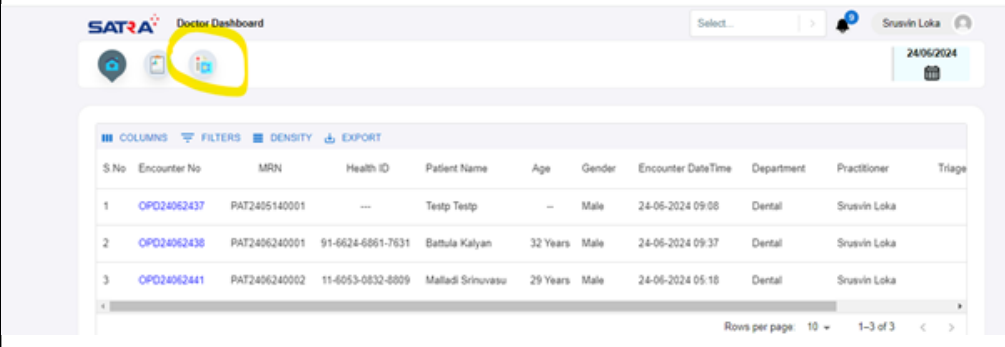 SATRA Doctor Dashboard Select... 9 Srusvin Loka
24/06/2024
COLUMNS FILTERS DENSITY EXPORT
S.No Encounter No MRN Health ID Patient Name Age Gender Encounter DateTime Department Practitioner Triage
1 OPD24062437 PAT2405140001 --- Testp Testp -- Male 24-06-2024 09:08 Dental Srusvin Loka
2 OPD24062438 PAT2406240001 91-6624-6861-7631 Battula Kalyan 32 Years Male 24-06-2024 09:37 Dental Srusvin Loka
3 OPD24062441 PAT2406240002 11-6053-0832-8809 Malladi Srinuvasu 29 Years Male 24-06-2024 05:18 Dental Srusvin Loka
Rows per page: 10 1–3 of 3